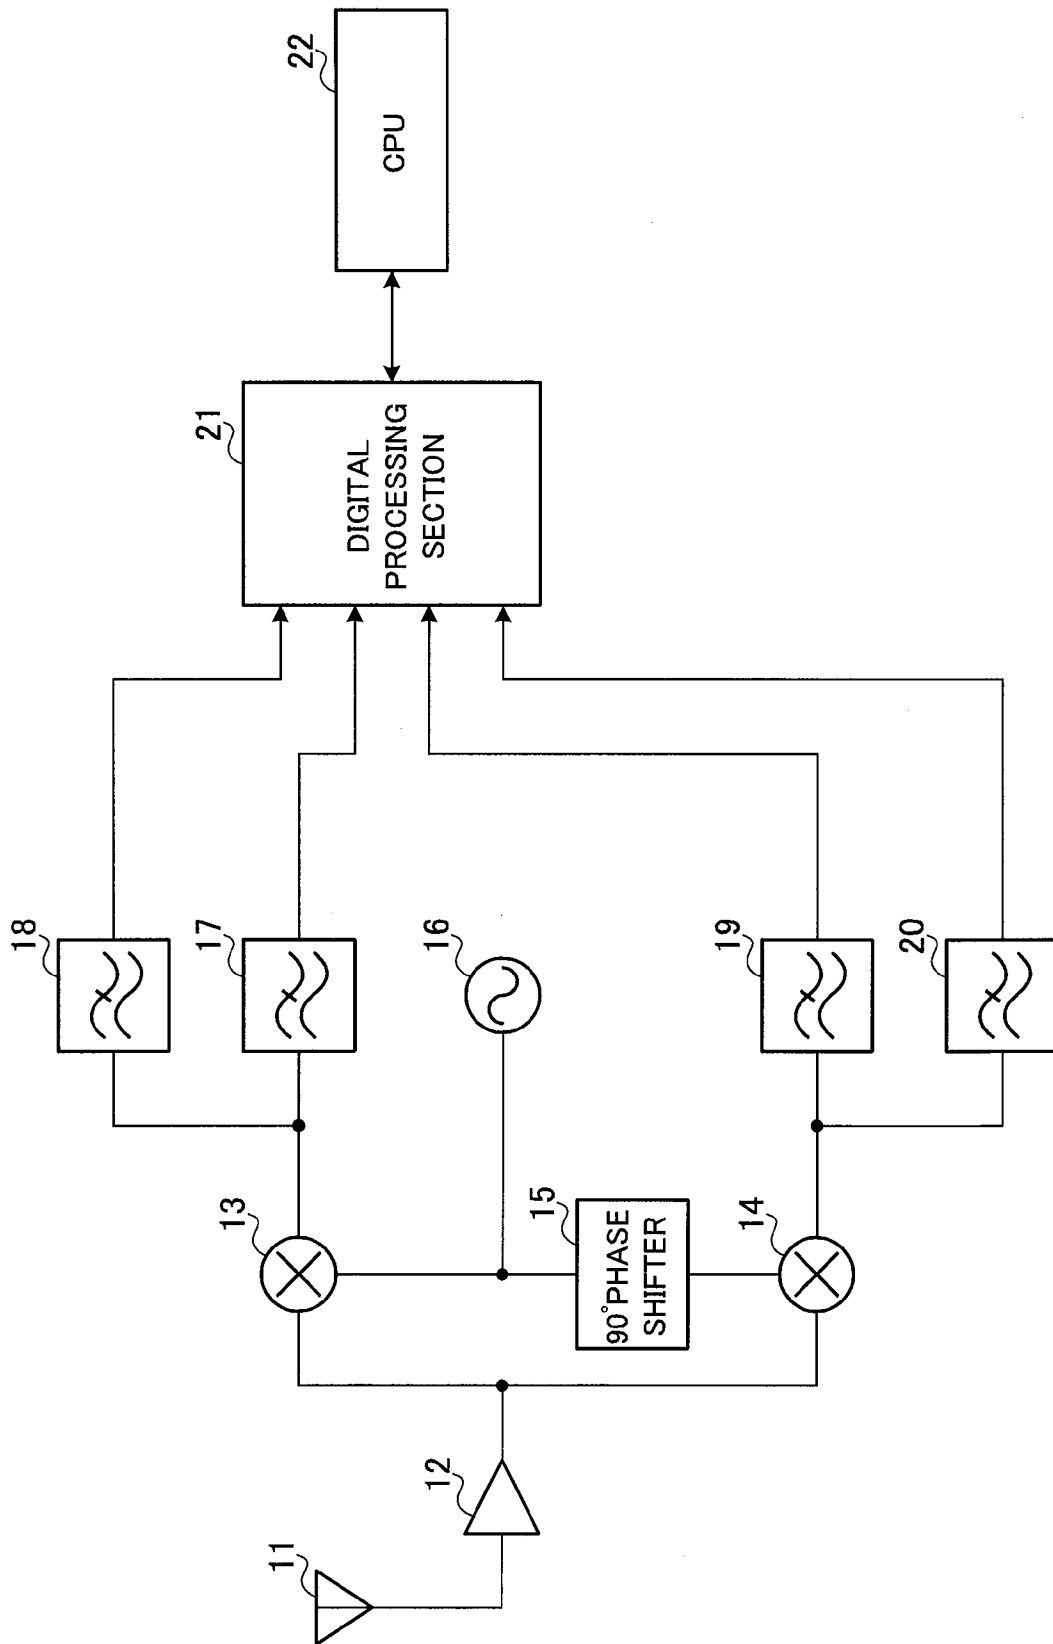 11
12
13
14
15
90°PHASE
SHIFTER
16
17
18
19
20
21
DIGITAL
PROCESSING
SECTION
22
CPU